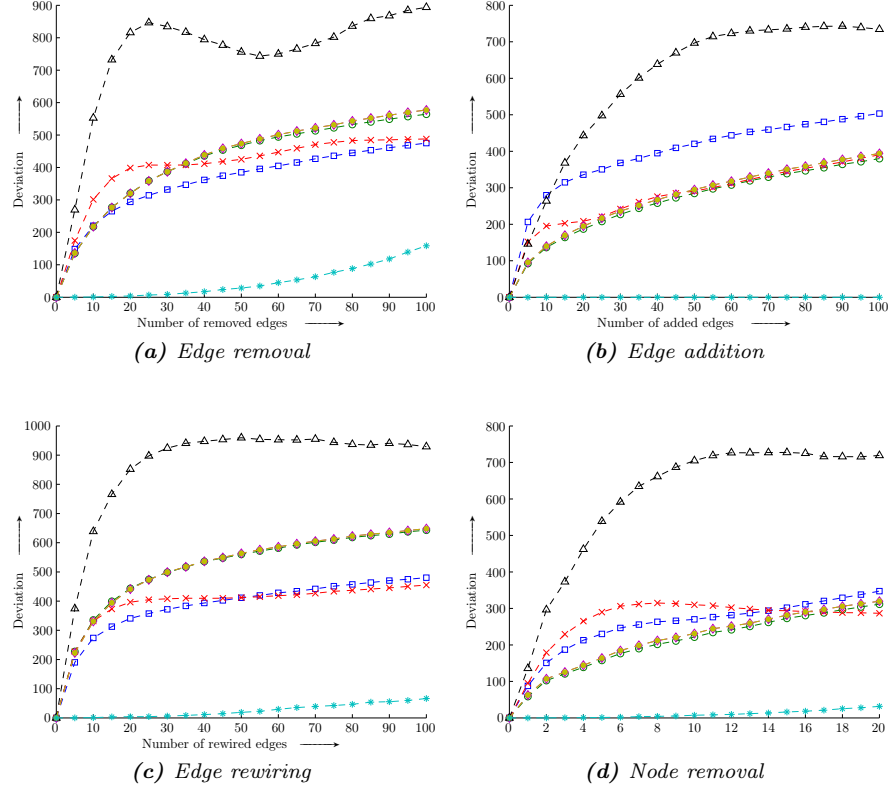 900
800
700
600
500
400
300
200
100
0
Deviation
0 10 20 30 40 50 60 70 80 90 100
Number of removed edges
(a) Edge removal
800
700
600
500
400
300
200
100
0
Deviation
0 10 20 30 40 50 60 70 80 90 100
Number of added edges
(b) Edge addition
1000
900
800
700
600
500
400
300
200
100
0
Deviation
0 10 20 30 40 50 60 70 80 90 100
Number of rewired edges
(c) Edge rewiring
800
700
600
500
400
300
200
100
0
Deviation
0 2 4 6 8 10 12 14 16 18 20
(d) Node removal